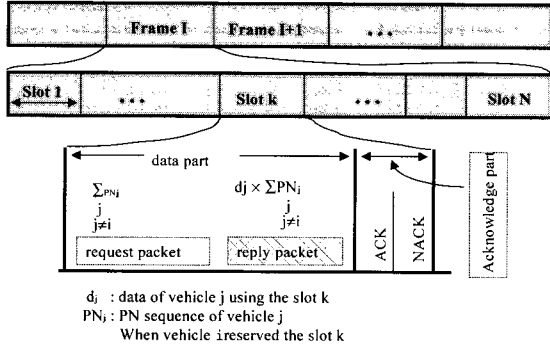 Frame I Frame I+1 •••
Slot 1 ••• Slot k ••• Slot N
data part
∑PNj dj × ∑PNj
j j
j≠i j≠i
request packet reply packet ACK NACK Acknowledge part
dj : data of vehicle j using the slot k
PNj : PN sequence of vehicle j
When vehicle ireserved the slot k